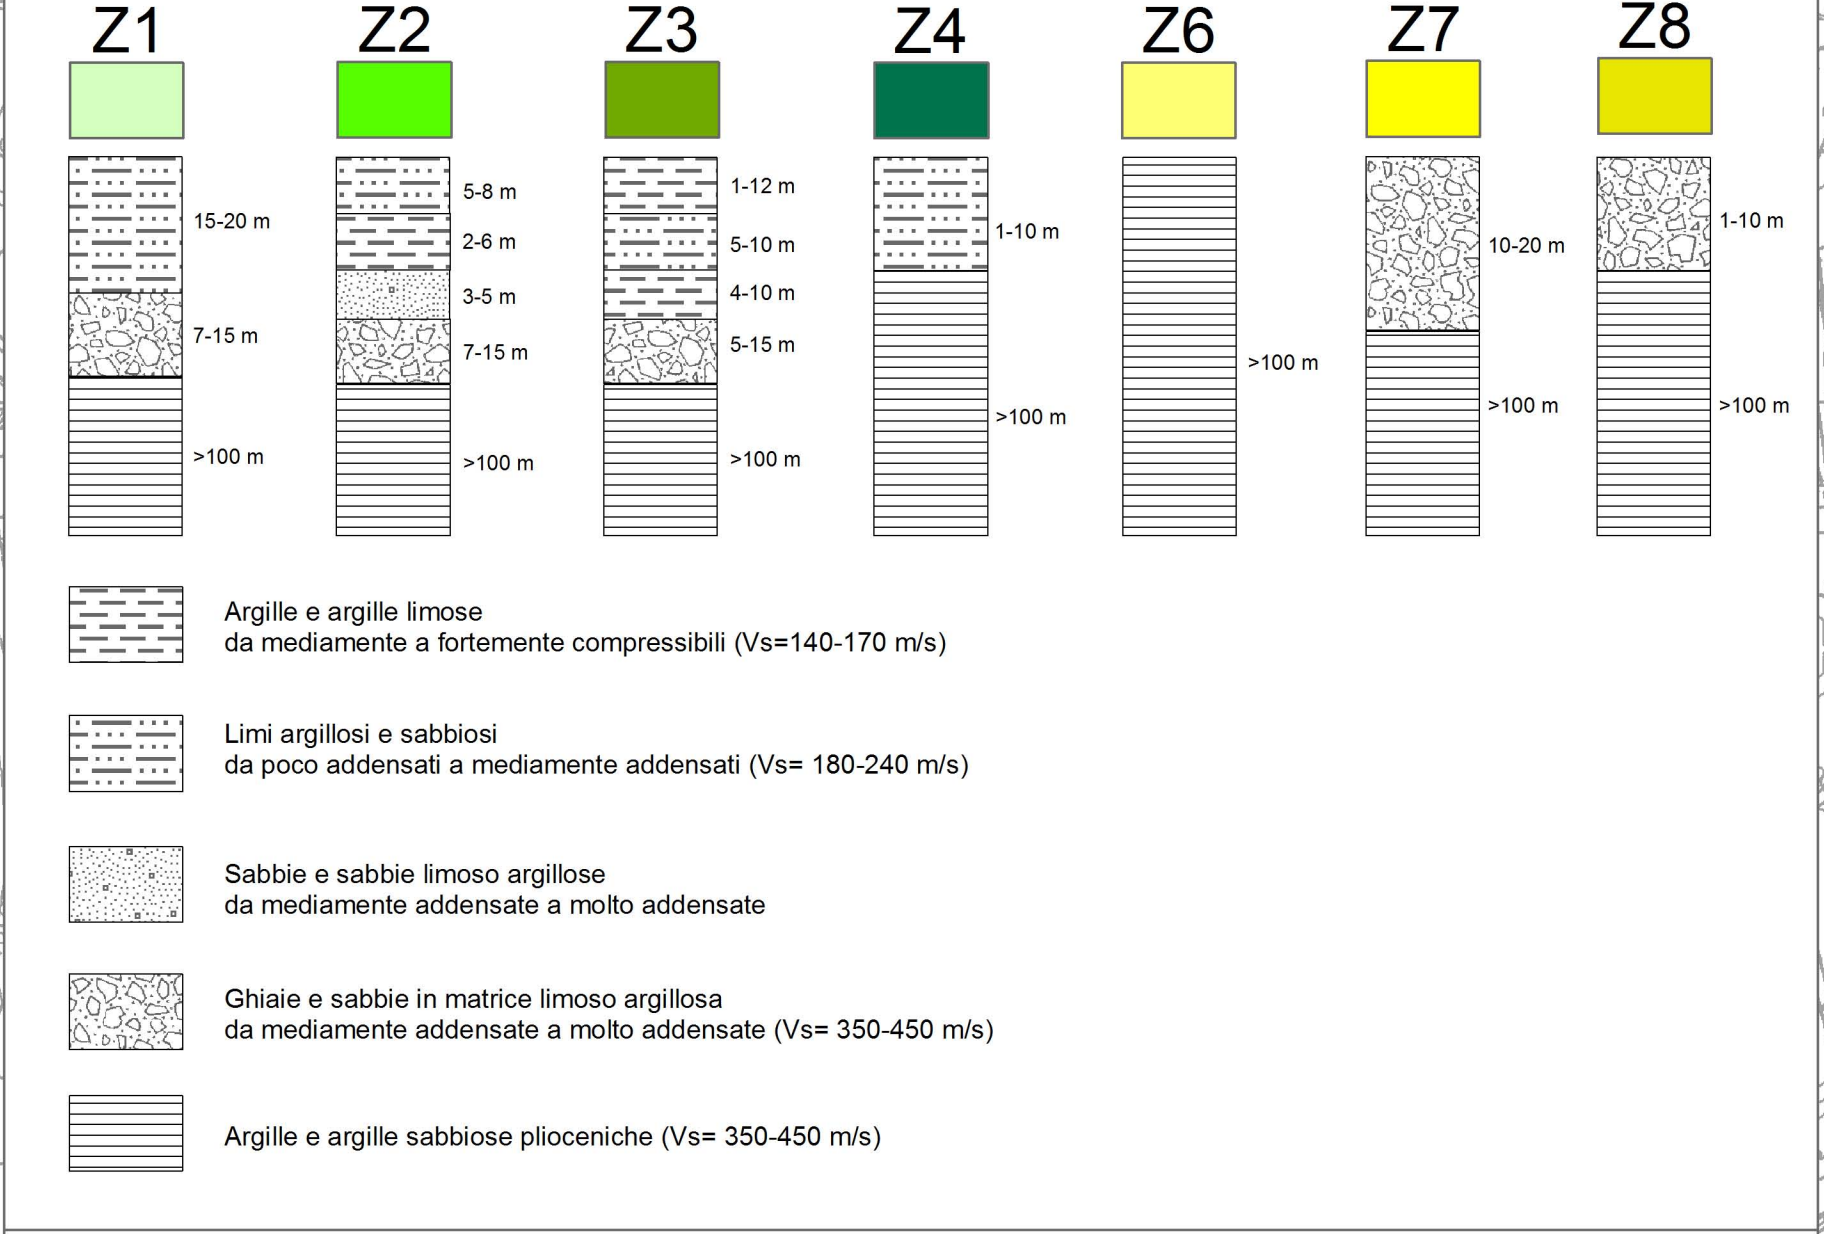 Z1 Z2 Z3 Z4 Z6 Z7 Z8
15-20 m
7-15 m
>100 m
5-8 m
2-6 m
3-5 m
7-15 m
>100 m
1-12 m
5-10 m
4-10 m
5-15 m
>100 m
1-10 m
>100 m
>100 m
10-20 m
>100 m
1-10 m
>100 m
Argille e argille limose
da mediamente a fortemente compressibili (Vs=140-170 m/s)
Limi argillosi e sabbiosi
da poco addensati a mediamente addensati (Vs= 180-240 m/s)
Sabbie e sabbie limoso argillose
da mediamente addensate a molto addensate
Ghiaie e sabbie in matrice limoso argillosa
da mediamente addensate a molto addensate (Vs= 350-450 m/s)
Argille e argille sabbiose plioceniche (Vs= 350-450 m/s)